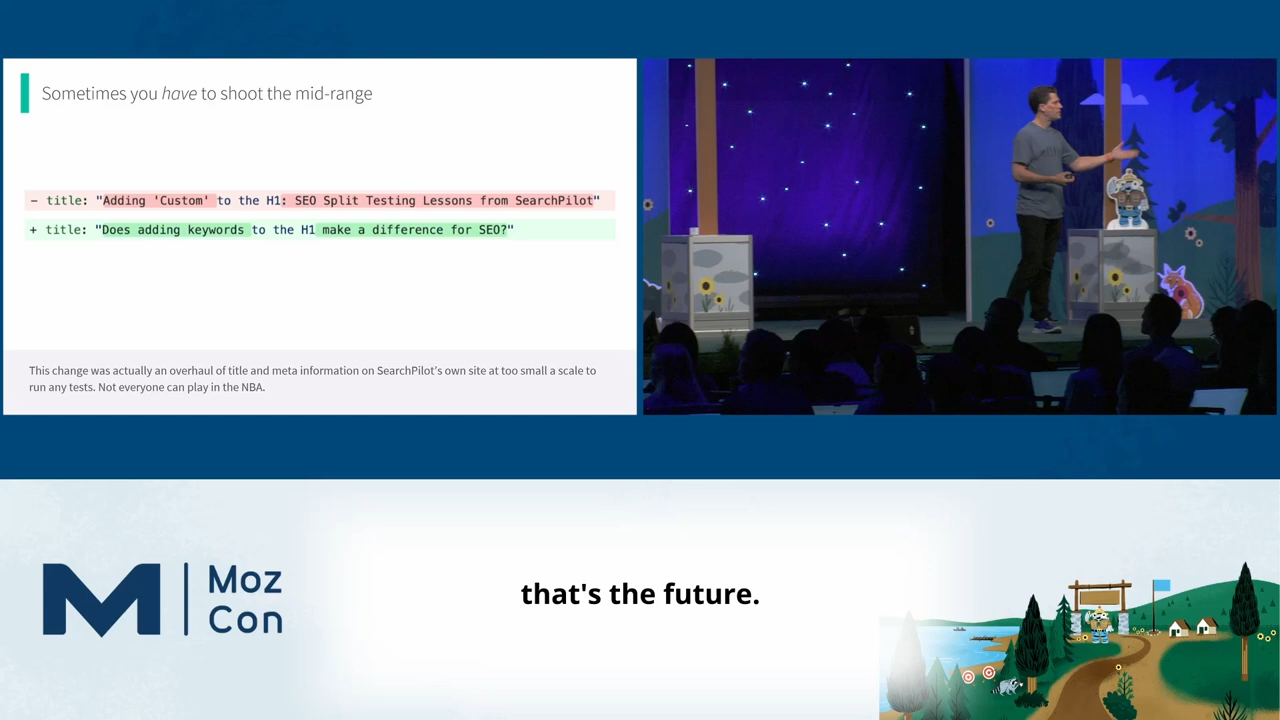 Sometimes you have to shoot the mid-range
- title: "Adding 'Custom' to the H1: SEO Split Testing Lessons from SearchPilot"
+ title: "Does adding keywords to the H1 make a difference for SEO?"
This change was actually an overhaul of title and meta information on SearchPilot's own site at too small a scale to
run any tests. Not everyone can play in the NBA.
M
Moz
Con
that's the future.